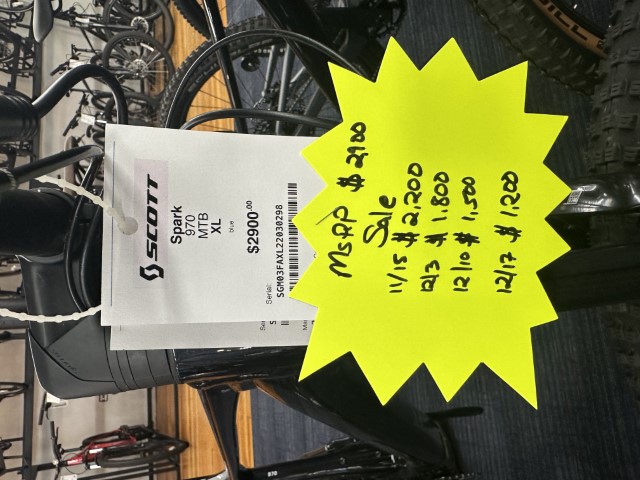 SCOTT
Spark
970
MTB
XL
blue
$2900.00
Serial:
SGM03FAXL22030298
MSRP $ 2900
Sale
11/15 $ 2,200
12/3 $ 1,800
12/10 $ 1,500
12/17 $ 1,200